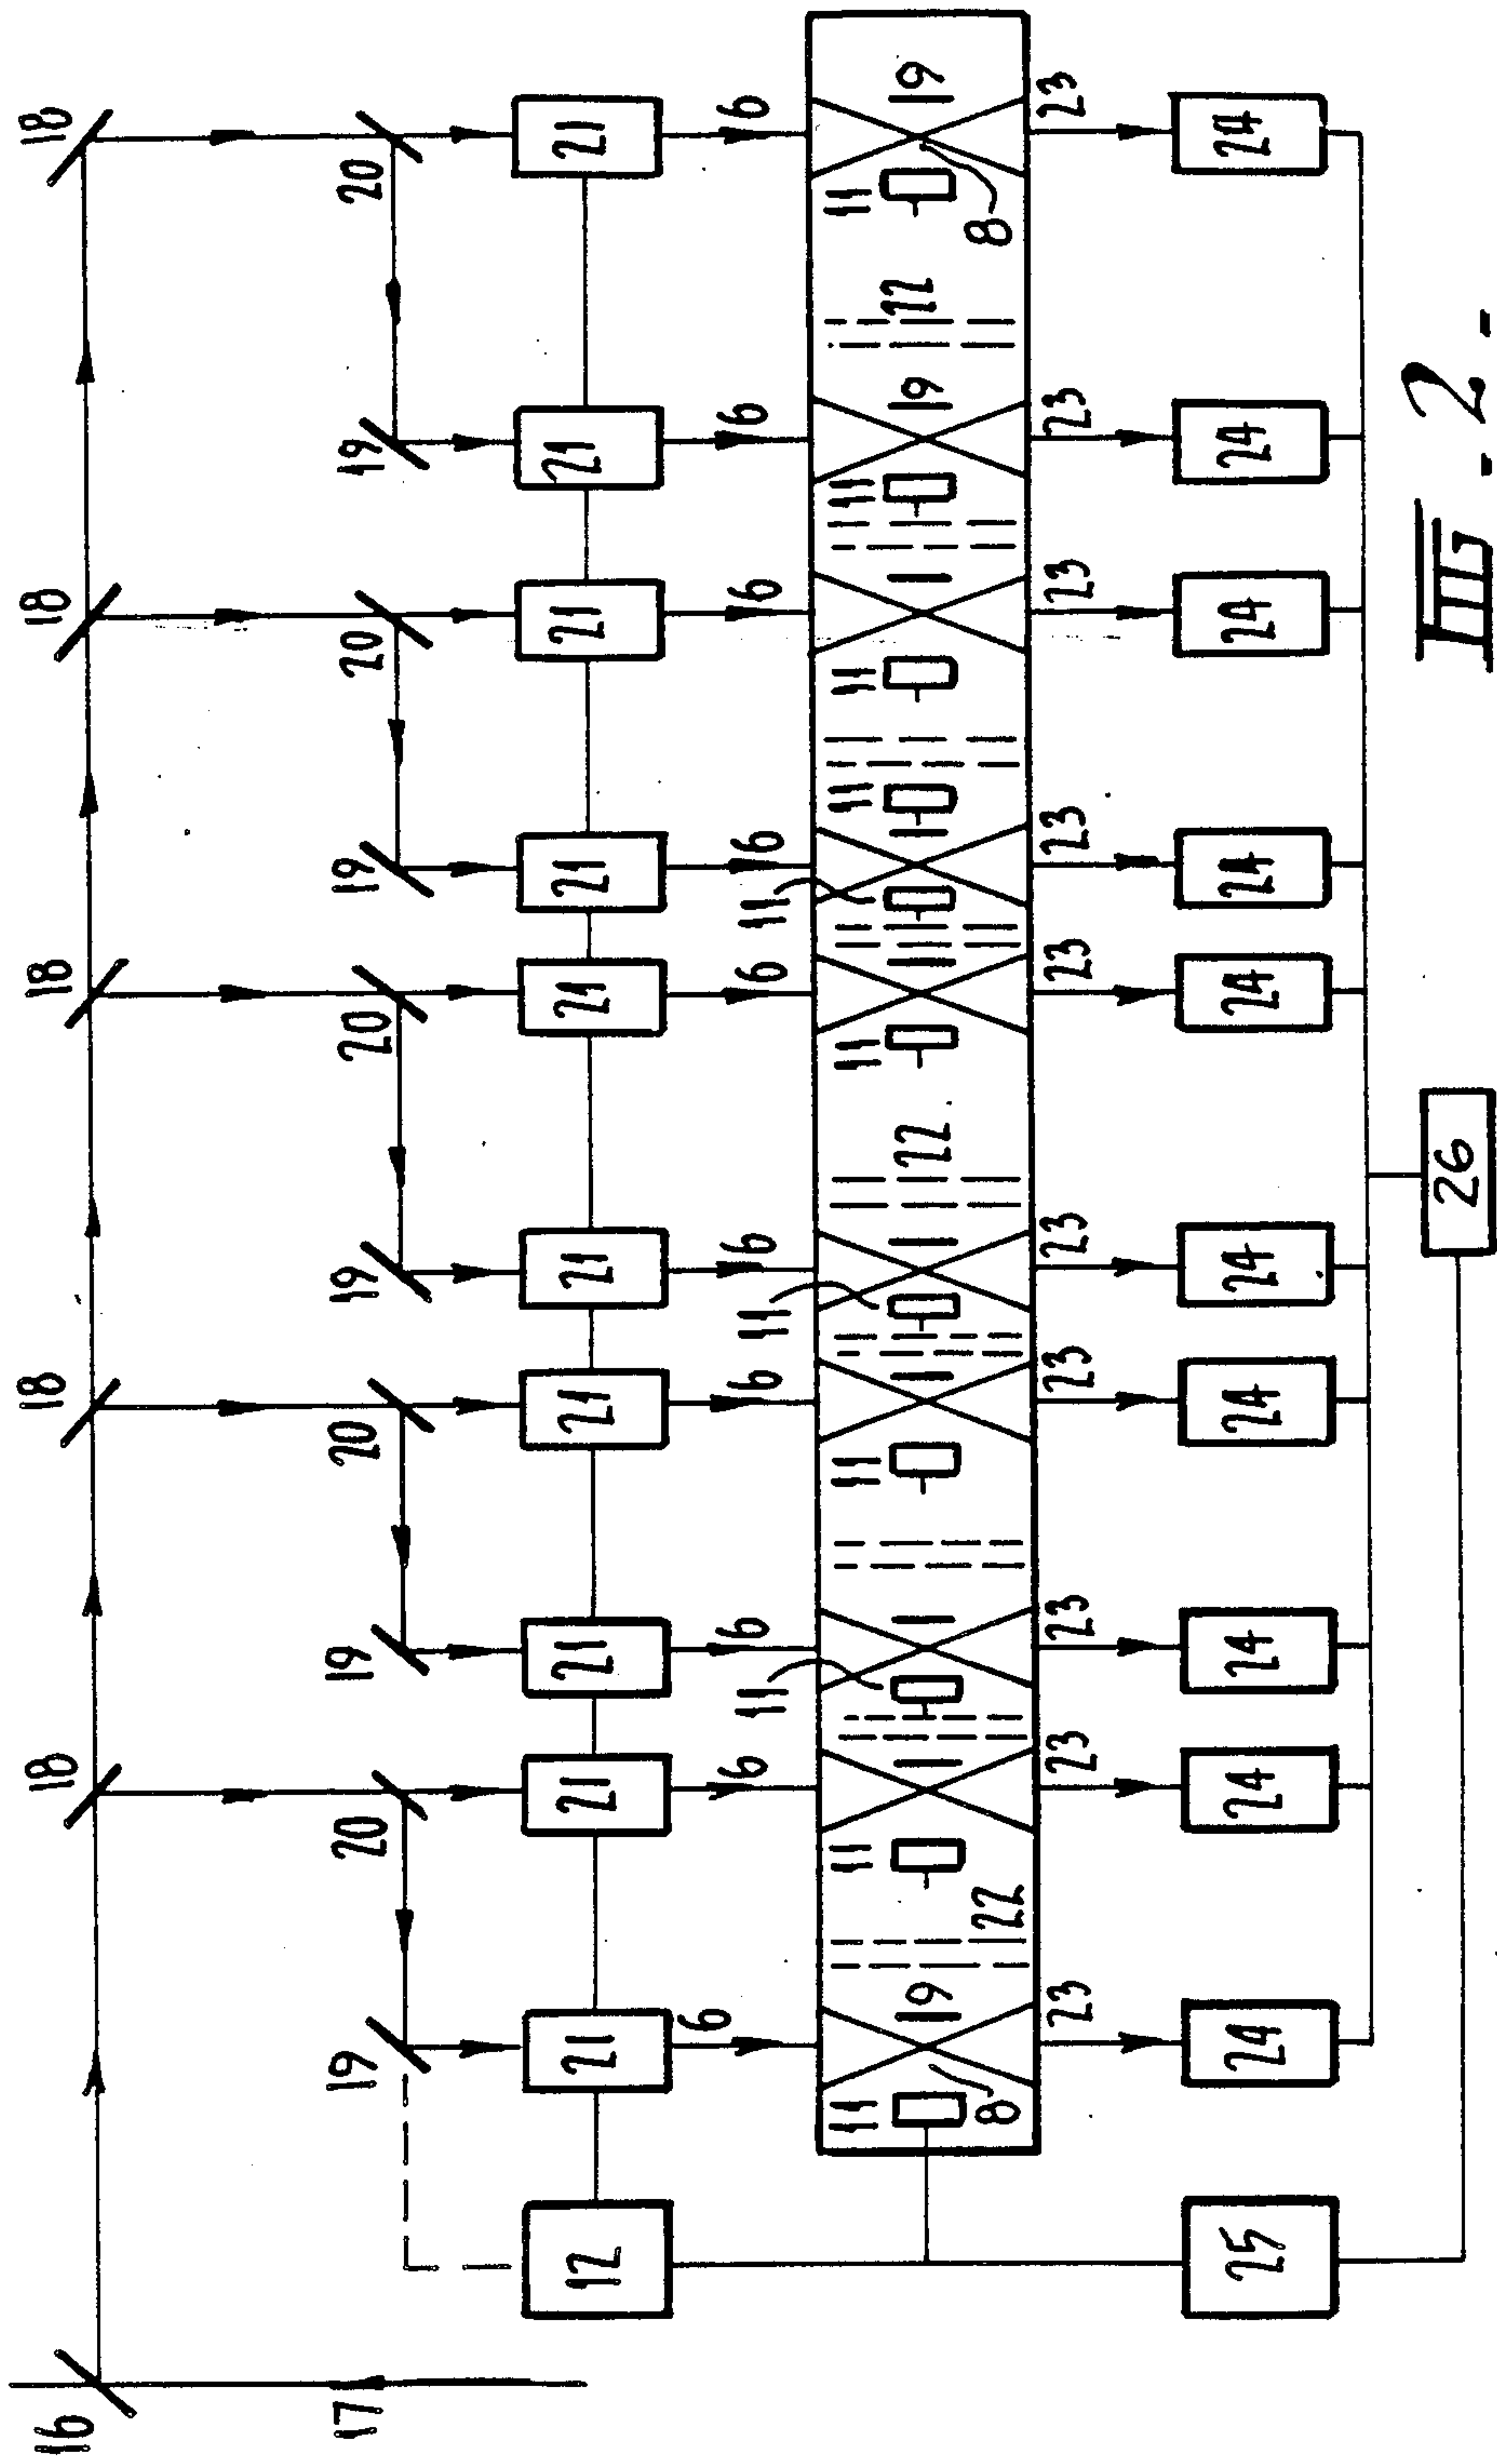 16 18 18 18 18 18
17 19 20 19 20 19 20 19 20 19 20
12 21 21 21 21 21 21 21 21 21 21
6 6 11 6 6 11 6 6 11 6 6 6 6
11 11 11 11 11 11 11 11
19 22 19 22 19
8 22 8
23 23 23 23 23 23 23 23 23 23
25 24 24 24 24 24 24 24 24 24 24
26
FIG - 2 -